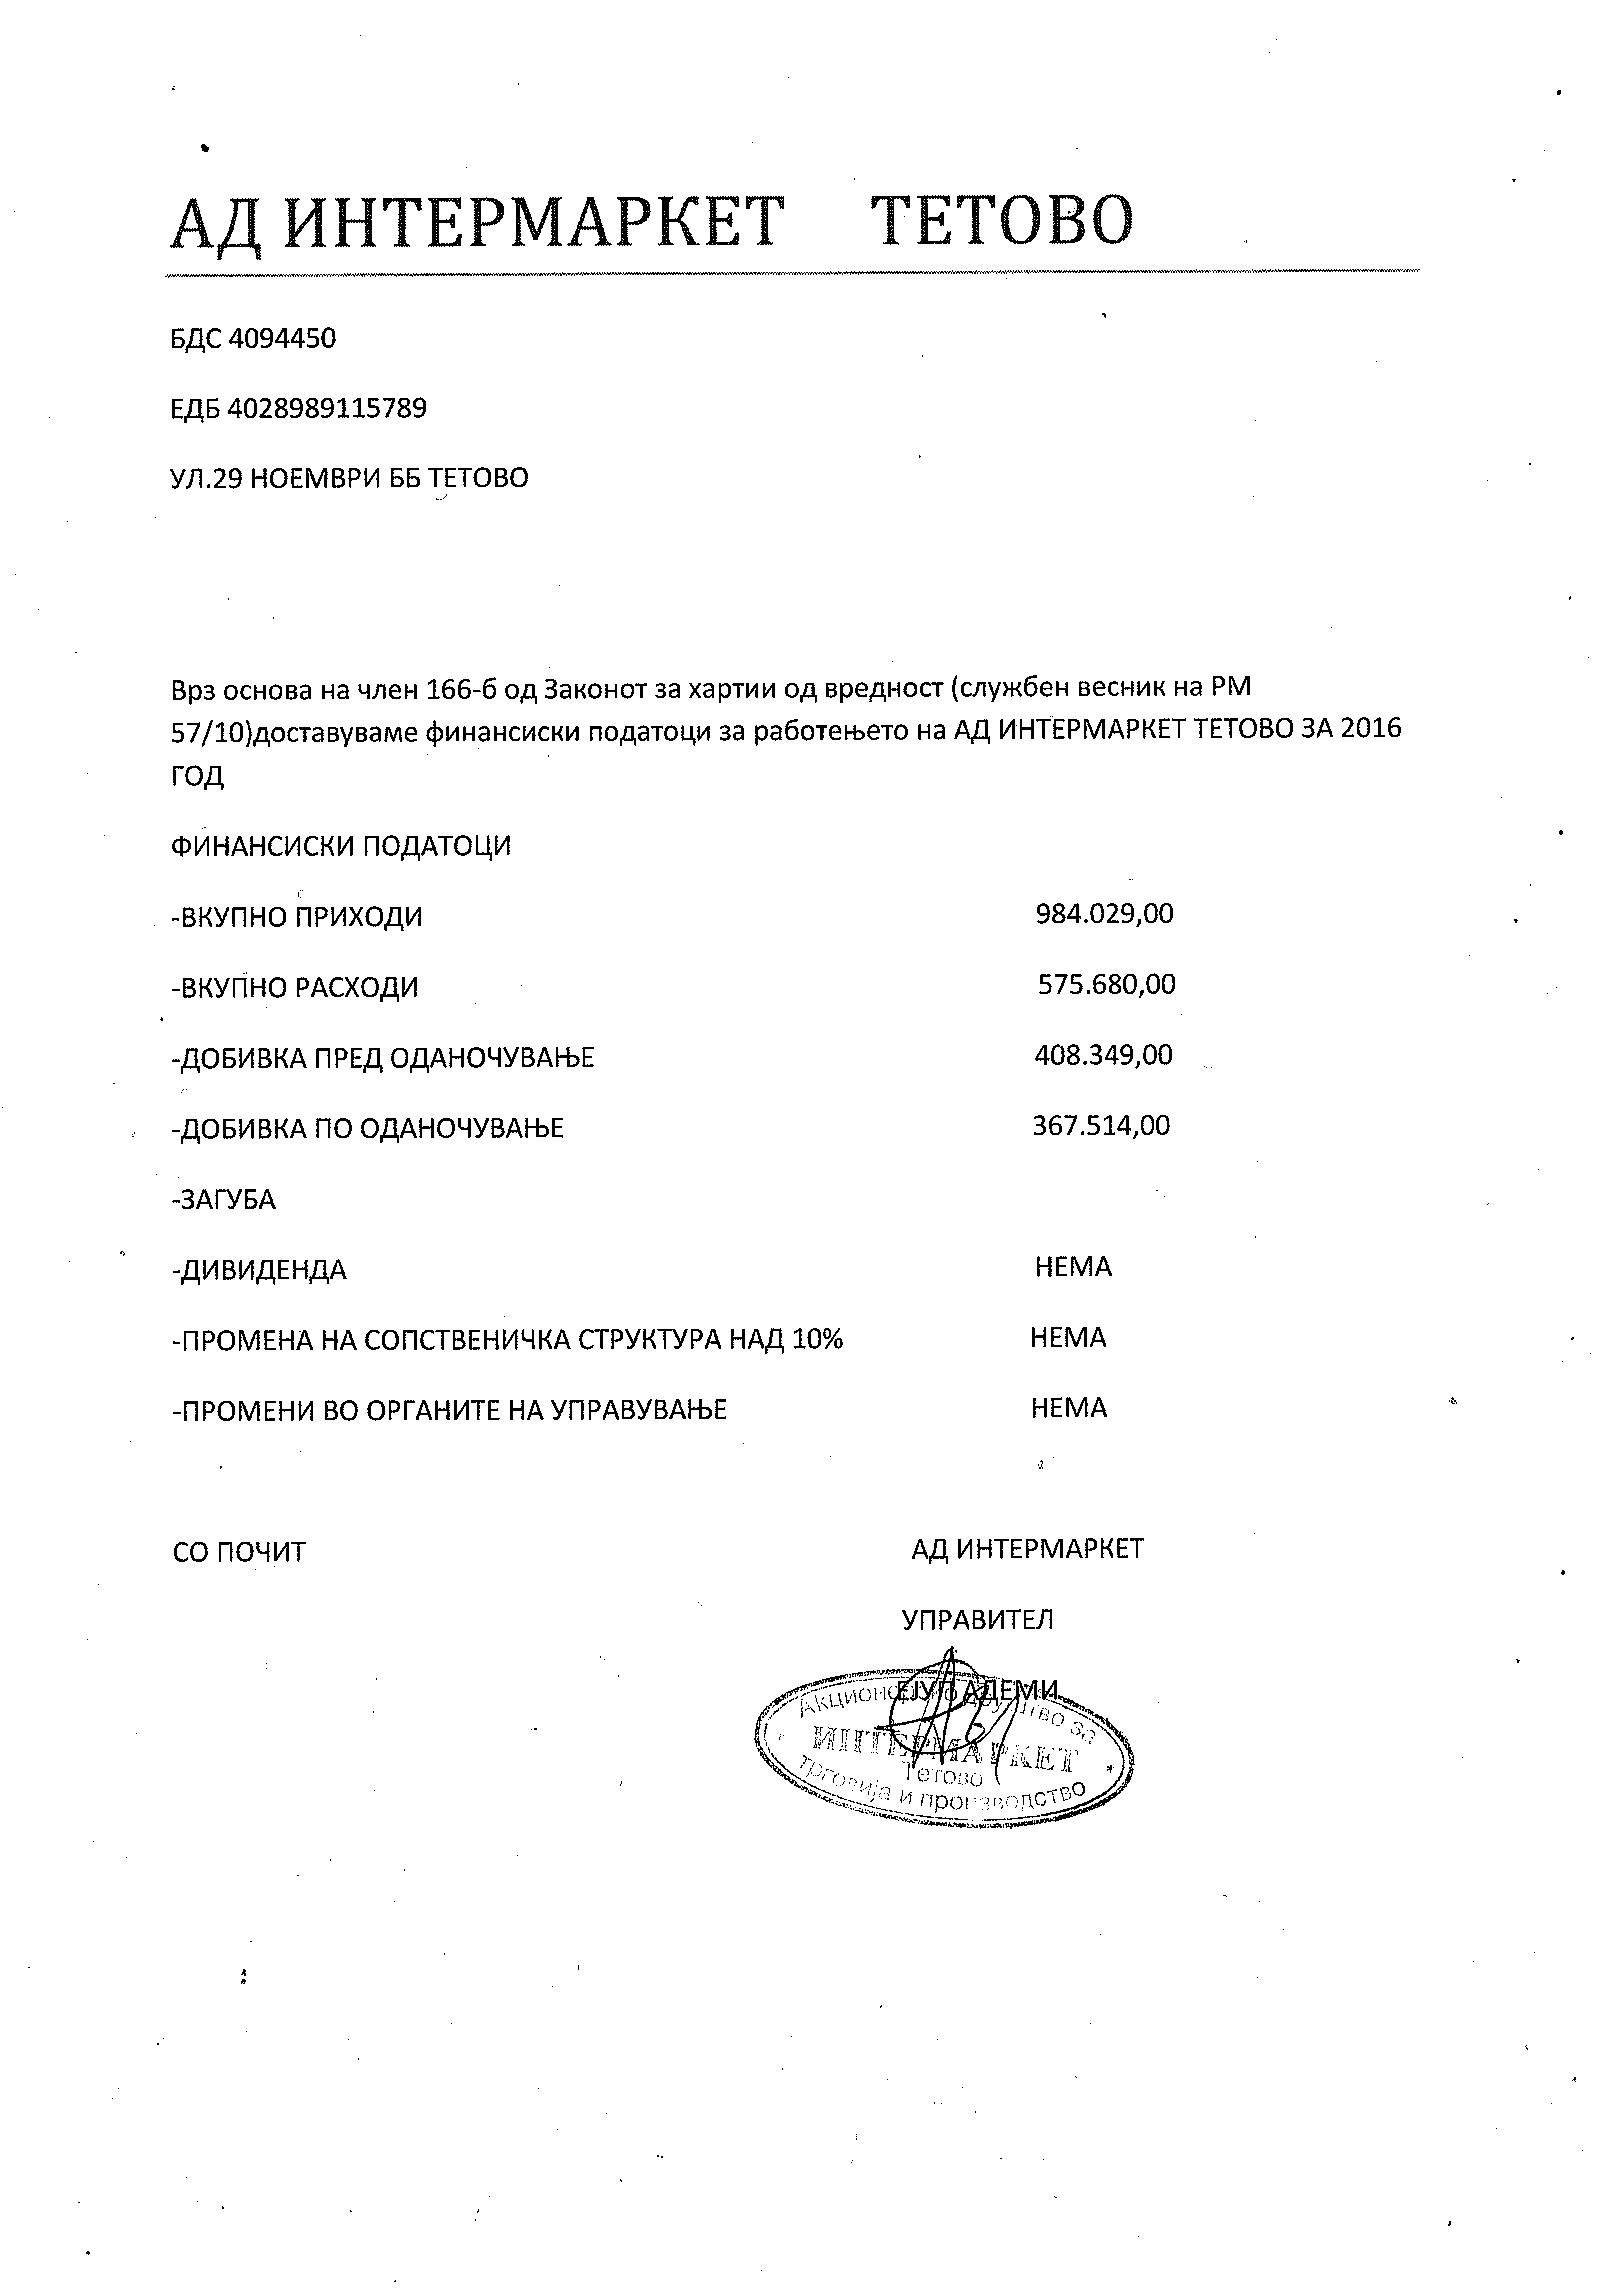 АД ИНТЕРМАРКЕТ ТЕТОВО
БДС 4094450
ЕДБ 4028989115789
УЛ.29 НОЕМВРИ ББ ТЕТОВО
Врз основа на член 166-б од Законот за хартии од вредност (службен весник на РМ
57/10)доставуваме финансиски податоци за работењето на АД ИНТЕРМАРКЕТ ТЕТОВО ЗА 2016
ГОД
ФИНАНСИСКИ ПОДАТОЦИ
-ВКУПНО ПРИХОДИ 984.029,00
-ВКУПНО РАСХОДИ 575.680,00
-ДОБИВКА ПРЕД ОДАНОЧУВАЊЕ 408.349,00
-ДОБИВКА ПО ОДАНОЧУВАЊЕ 367.514,00
-ЗАГУБА
-ДИВИДЕНДА НЕМА
-ПРОМЕНА НА СОПСТВЕНИЧКА СТРУКТУРА НАД 10% НЕМА
-ПРОМЕНИ ВО ОРГАНИТЕ НА УПРАВУВАЊЕ НЕМА
СО ПОЧИТ АД ИНТЕРМАРКЕТ
УПРАВИТЕЛ
ЕЈУП АДЕМИ
за
ИНТЕРМАРКЕТ
Тетово
трговија и производство